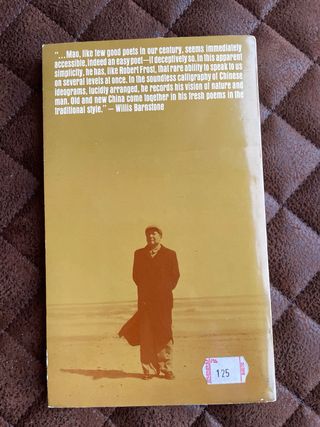 "... Man, like few good poets in our century, seems immediately
accessible, indeed an easy poet—if deceptively so. In this apparent
simplicity, he has, like Robert Frost, that rare ability to speak to us
on several levels at once. In the soundless calligraphy of Chinese
ideograms, lucidly arranged, he records his vision of nature and
man. Old and new China come together in his fresh poems in the
traditional style." — Willis Barnstone
125